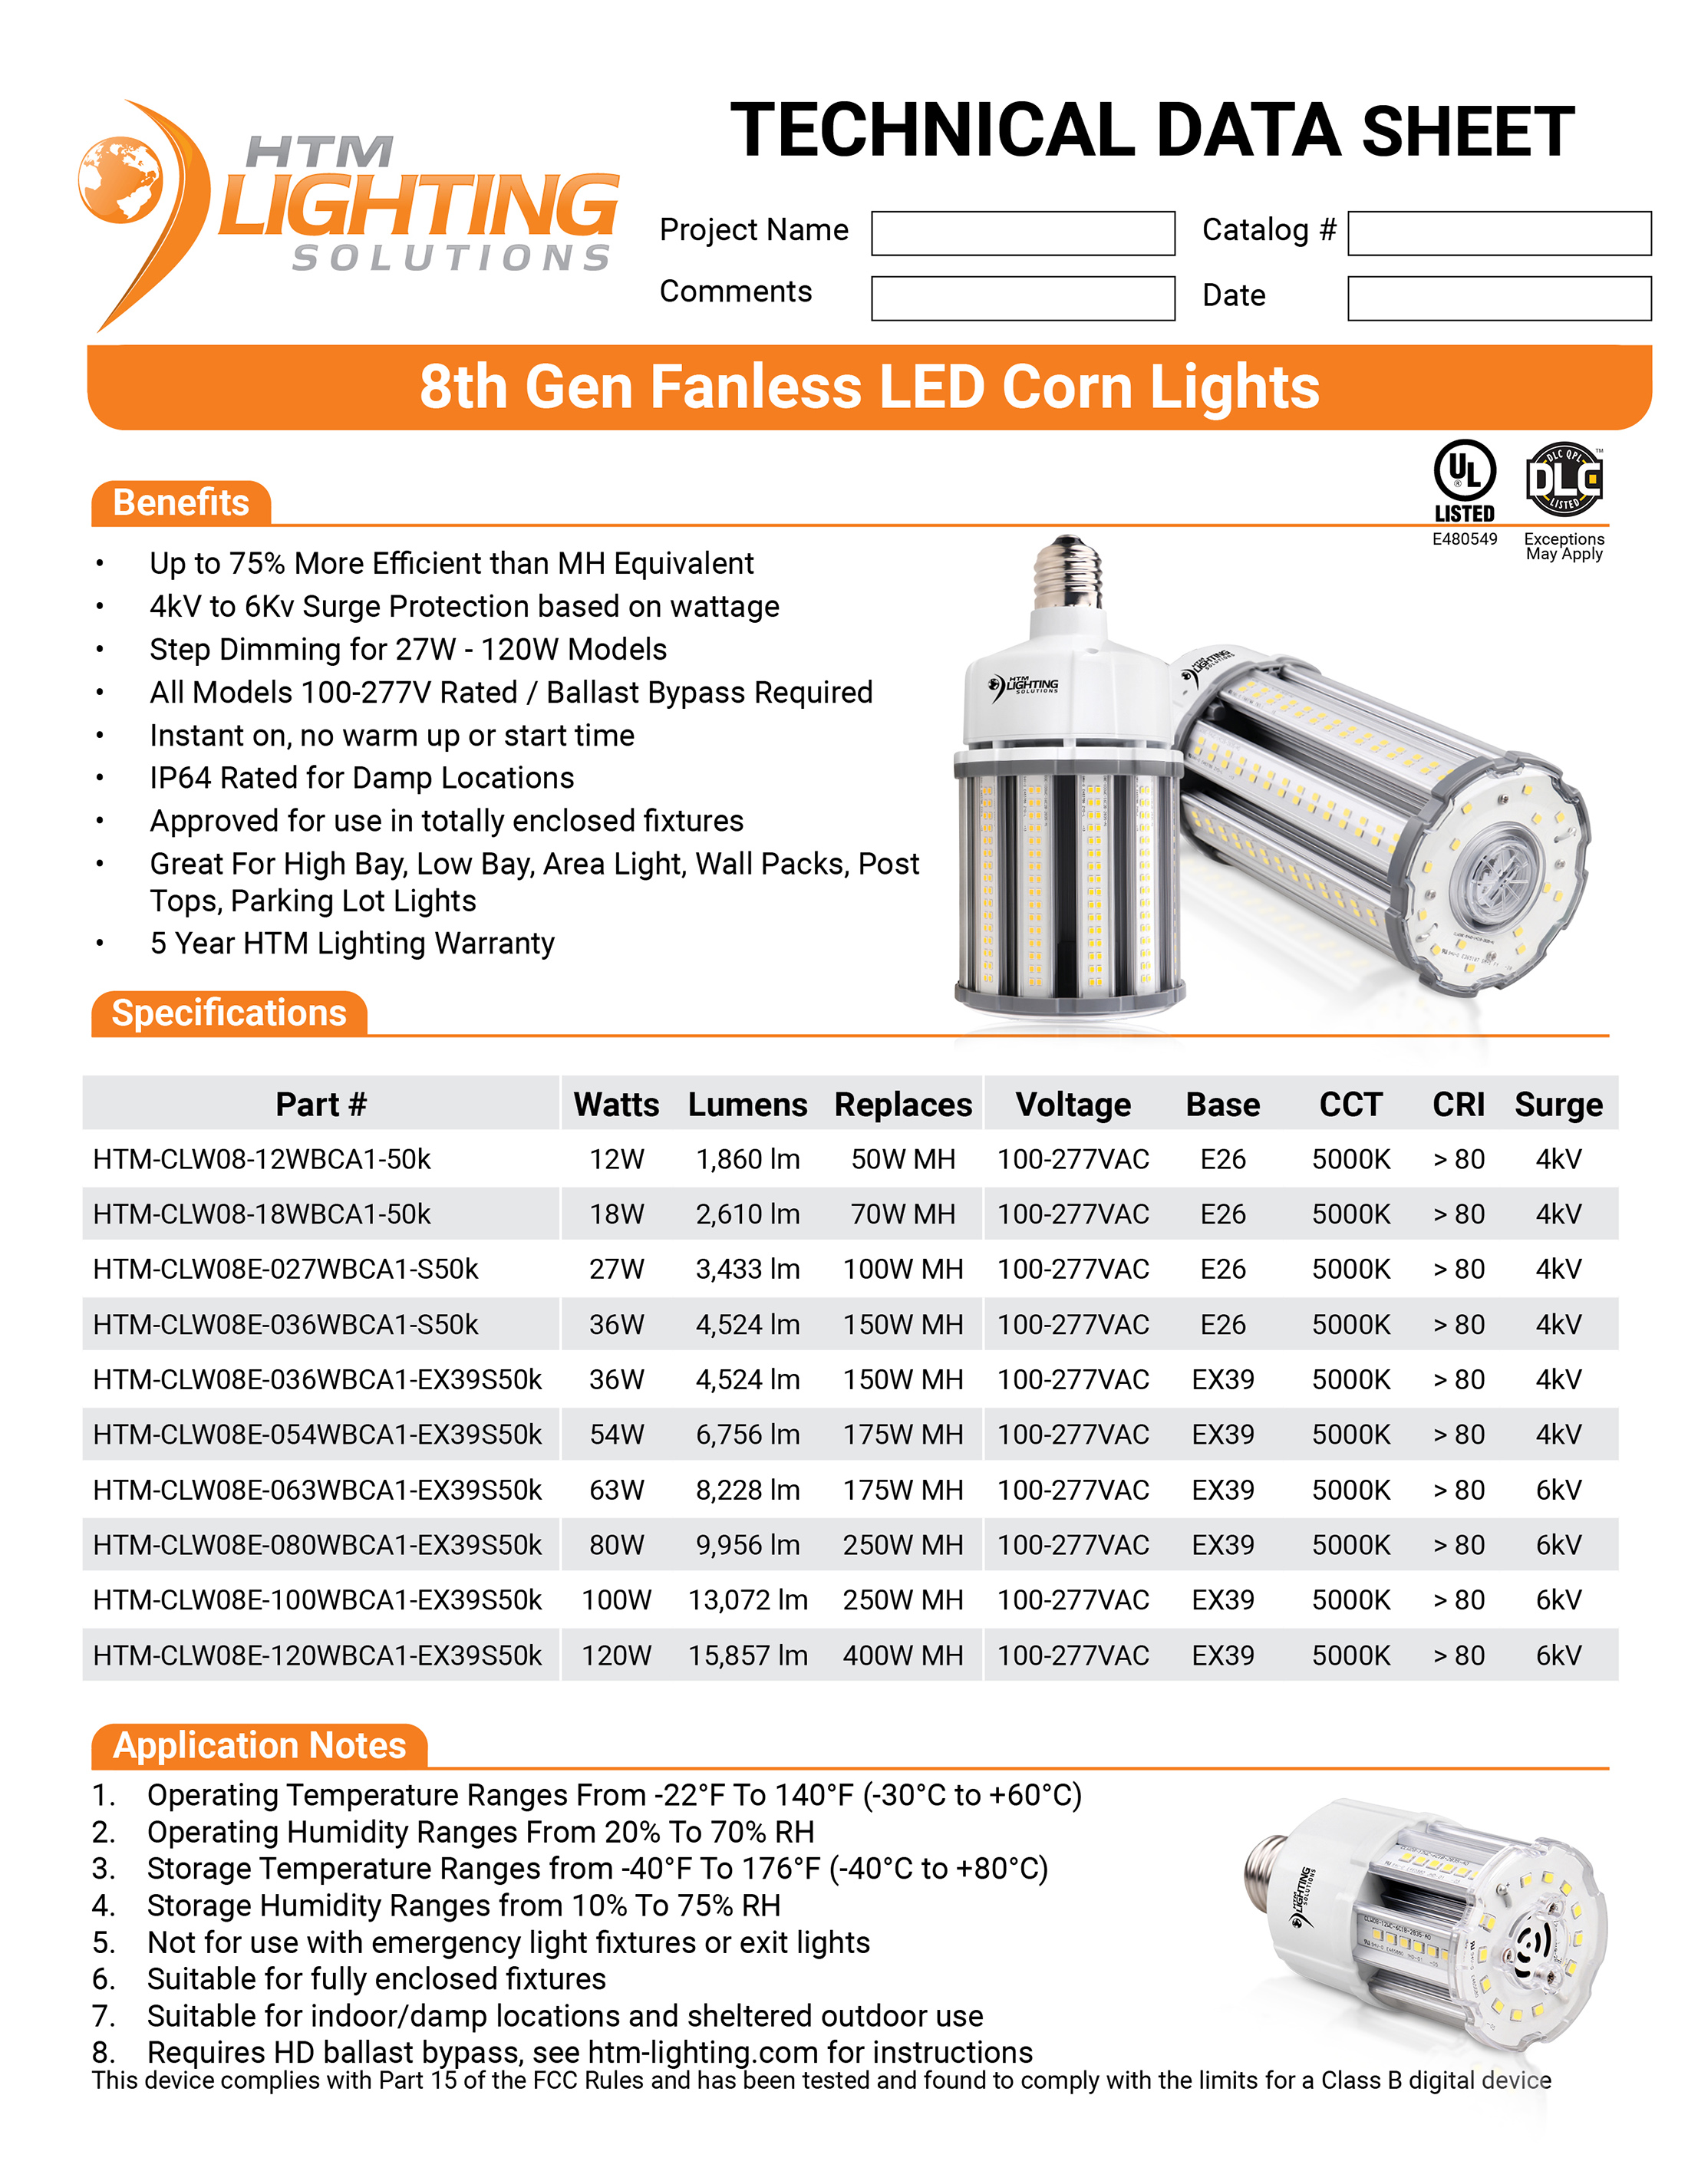 HTM
LIGHTING
SOLUTIONS
TECHNICAL DATA SHEET
Project Name
Catalog #
Comments
Date
8th Gen Fanless LED Corn Lights
UL
LISTED
E480549
DLC QPL
DLC
LISTED
™
Exceptions
May Apply
Benefits
• Up to 75% More Efficient than MH Equivalent
• 4kV to 6Kv Surge Protection based on wattage
• Step Dimming for 27W - 120W Models
• All Models 100-277V Rated / Ballast Bypass Required
• Instant on, no warm up or start time
• IP64 Rated for Damp Locations
• Approved for use in totally enclosed fixtures
• Great For High Bay, Low Bay, Area Light, Wall Packs, Post
Tops, Parking Lot Lights
• 5 Year HTM Lighting Warranty
HTM
LIGHTING
SOLUTIONS
HTM
LIGHTING
SOLUTIONS
Specifications
Part # Watts Lumens Replaces Voltage Base CCT CRI Surge
HTM-CLW08-12WBCA1-50k 12W 1,860 lm 50W MH 100-277VAC E26 5000K > 80 4kV
HTM-CLW08-18WBCA1-50k 18W 2,610 lm 70W MH 100-277VAC E26 5000K > 80 4kV
HTM-CLW08E-027WBCA1-S50k 27W 3,433 lm 100W MH 100-277VAC E26 5000K > 80 4kV
HTM-CLW08E-036WBCA1-S50k 36W 4,524 lm 150W MH 100-277VAC E26 5000K > 80 4kV
HTM-CLW08E-036WBCA1-EX39S50k 36W 4,524 lm 150W MH 100-277VAC EX39 5000K > 80 4kV
HTM-CLW08E-054WBCA1-EX39S50k 54W 6,756 lm 175W MH 100-277VAC EX39 5000K > 80 4kV
HTM-CLW08E-063WBCA1-EX39S50k 63W 8,228 lm 175W MH 100-277VAC EX39 5000K > 80 6kV
HTM-CLW08E-080WBCA1-EX39S50k 80W 9,956 lm 250W MH 100-277VAC EX39 5000K > 80 6kV
HTM-CLW08E-100WBCA1-EX39S50k 100W 13,072 lm 250W MH 100-277VAC EX39 5000K > 80 6kV
HTM-CLW08E-120WBCA1-EX39S50k 120W 15,857 lm 400W MH 100-277VAC EX39 5000K > 80 6kV
Application Notes
1. Operating Temperature Ranges From -22°F To 140°F (-30°C to +60°C)
2. Operating Humidity Ranges From 20% To 70% RH
3. Storage Temperature Ranges from -40°F To 176°F (-40°C to +80°C)
4. Storage Humidity Ranges from 10% To 75% RH
5. Not for use with emergency light fixtures or exit lights
6. Suitable for fully enclosed fixtures
7. Suitable for indoor/damp locations and sheltered outdoor use
8. Requires HD ballast bypass, see htm-lighting.com for instructions
This device complies with Part 15 of the FCC Rules and has been tested and found to comply with the limits for a Class B digital device
HTM
LIGHTING
SOLUTIONS